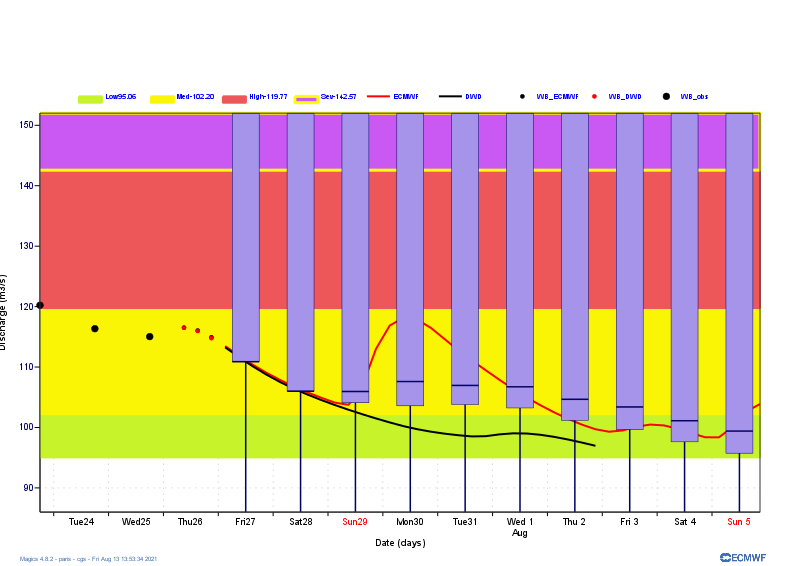 Low95.06 Med-102.20 High-119.77 Sev-142.57 ECMWF DWD WB_ECMWF WB_DWD WB_obs
150
140
130
120
110
100
90
Discharge (m3/s)
Tue24 Wed25 Thu26 Fri27 Sat28 Sun29 Mon30 Tue31 Wed 1 Thu 2 Fri 3 Sat 4 Sun 5
Aug
Date (days)
Magics 4.8.2 - paris - cgs - Fri Aug 13 13:53:34 2021
ECMWF